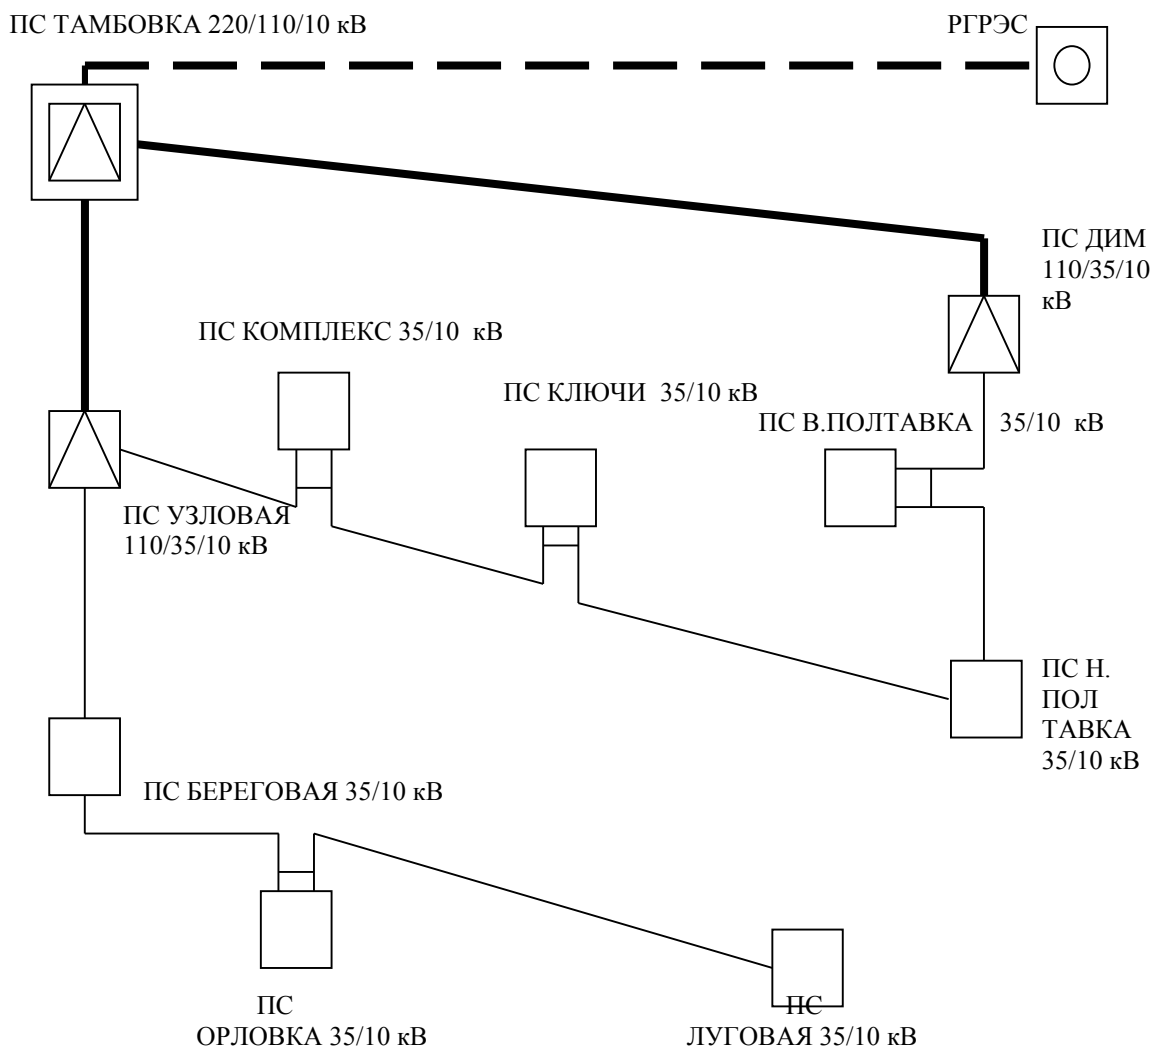 ПС ТАМБОВКА 220/110/10 кВ
РГРЭС
ПС ДИМ
110/35/10
кВ
ПС КОМПЛЕКС 35/10 кВ
ПС КЛЮЧИ 35/10 кВ
ПС В.ПОЛТАВКА 35/10 кВ
ПС УЗЛОВАЯ
110/35/10 кВ
ПС Н.
ПОЛ
ТАВКА
35/10 кВ
ПС БЕРЕГОВАЯ 35/10 кВ
ПС
ОРЛОВКА 35/10 кВ
ПС
ЛУГОВАЯ 35/10 кВ